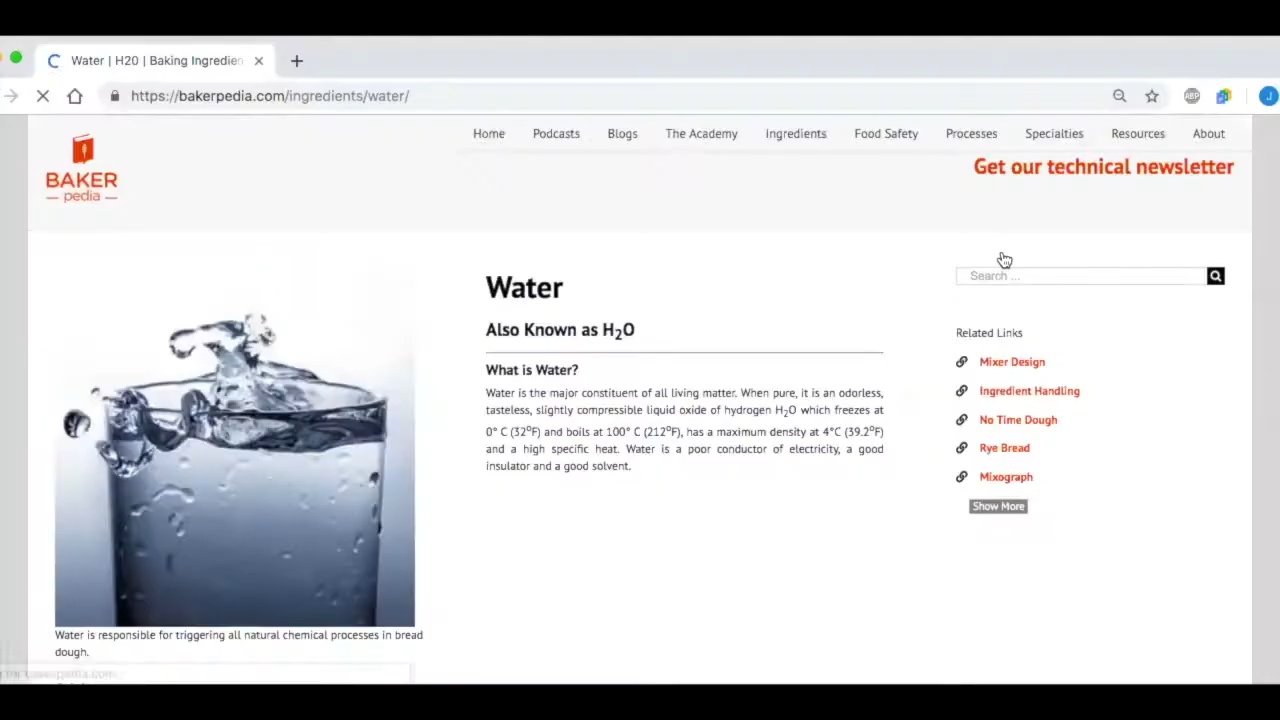 Water | H20 | Baking Ingredien
https://bakerpedia.com/ingredients/water/
ABP
J
Home Podcasts Blogs The Academy Ingredients Food Safety Processes Specialties Resources About
Get our technical newsletter
BAKER
pedia
Water
Also Known as H₂O
What is Water?
Water is the major constituent of all living matter. When pure, it is an odorless,
tasteless, slightly compressible liquid oxide of hydrogen H₂O which freezes at
0° C (32⁰F) and boils at 100° C (212⁰F), has a maximum density at 4°C (39.2⁰F)
and a high specific heat. Water is a poor conductor of electricity, a good
insulator and a good solvent.
Search ...
Related Links
Mixer Design
Ingredient Handling
No Time Dough
Rye Bread
Mixograph
Show More
Water is responsible for triggering all natural chemical processes in bread
dough.